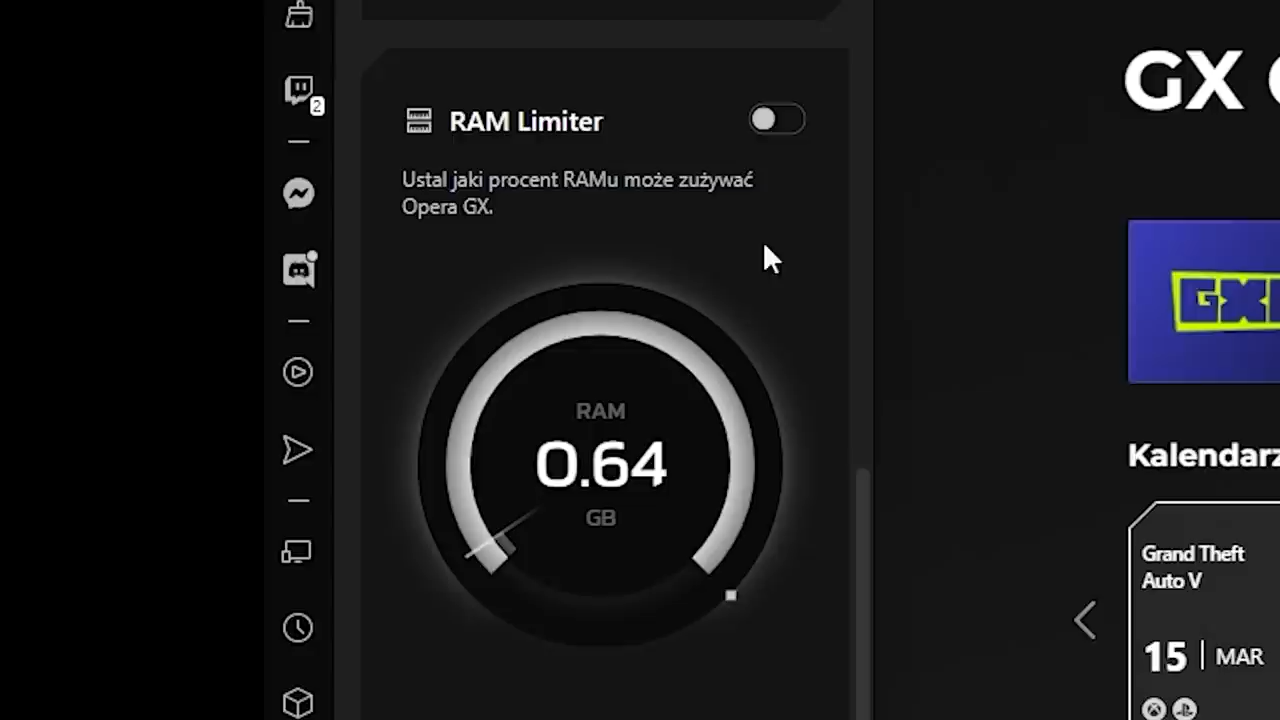 GX
2
RAM Limiter
Ustal jaki procent RAMu może zużywać
Opera GX.
RAM
0.64
GB
Kalendarz
Grand Theft
Auto V
15 | MAR